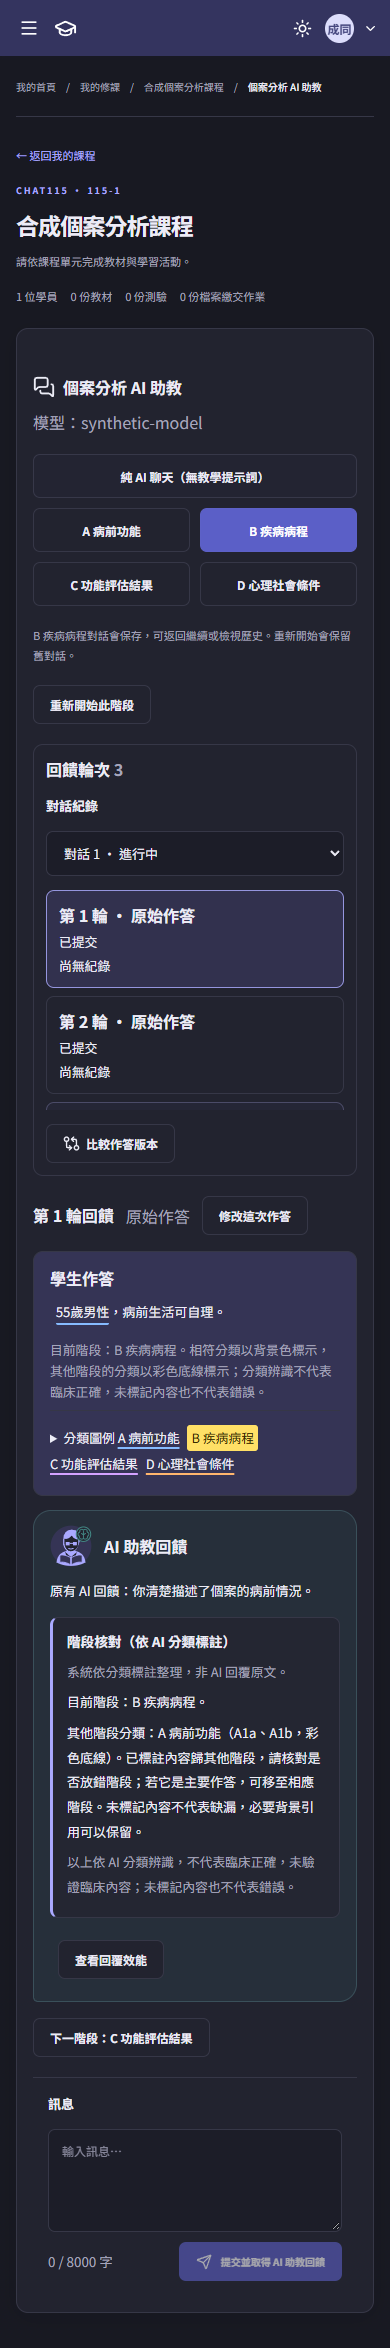 成同
我的首頁 / 我的修課 / 合成個案分析課程 / 個案分析 AI 助教
← 返回我的課程
CHAT115 • 115-1
合成個案分析課程
請依課程單元完成教材與學習活動。
1 位學員 0 份教材 0 份測驗 0 份檔案繳交作業
個案分析 AI 助教
模型：synthetic-model
純 AI 聊天（無教學提示詞）
A 病前功能
B 疾病病程
C 功能評估結果
D 心理社會條件
B 疾病病程對話會保存，可返回繼續或檢視歷史。重新開始會保留
舊對話。
重新開始此階段
回饋輪次 3
對話紀錄
對話 1 • 進行中
第 1 輪 • 原始作答
已提交
尚無紀錄
第 2 輪 • 原始作答
已提交
尚無紀錄
比較作答版本
第 1 輪回饋 原始作答 修改這次作答
學生作答
55歲男性，病前生活可自理。
目前階段：B 疾病病程。相符分類以背景色標示，
其他階段的分類以彩色底線標示；分類辨識不代表
臨床正確，未標記內容也不代表錯誤。
▶ 分類圖例 A 病前功能 B 疾病病程
C 功能評估結果 D 心理社會條件
AI 助教回饋
原有 AI 回饋：你清楚描述了個案的病前情況。
階段核對（依 AI 分類標註）
系統依分類標註整理，非 AI 回覆原文。
目前階段：B 疾病病程。
其他階段分類：A 病前功能（A1a、A1b，彩
色底線）。已標註內容歸其他階段，請核對是
否放錯階段；若它是主要作答，可移至相應
階段。未標記內容不代表缺漏，必要背景引
用可以保留。
以上依 AI 分類辨識，不代表臨床正確，未驗
證臨床內容；未標記內容也不代表錯誤。
查看回覆效能
下一階段：C 功能評估結果
訊息
輸入訊息…
0 / 8000 字
提交並取得 AI 助教回饋